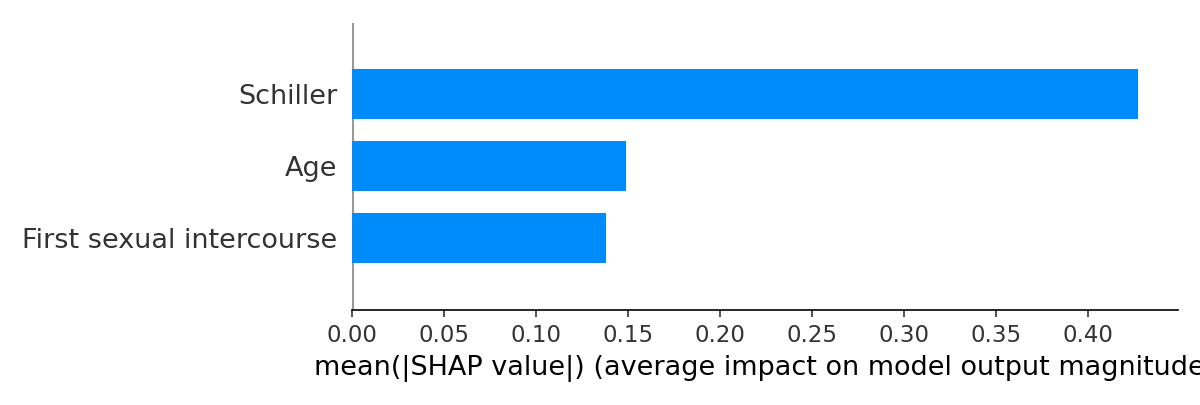 Schiller
Age
First sexual intercourse
0.00 0.05 0.10 0.15 0.20 0.25 0.30 0.35 0.40
mean(|SHAP value|) (average impact on model output magnitude